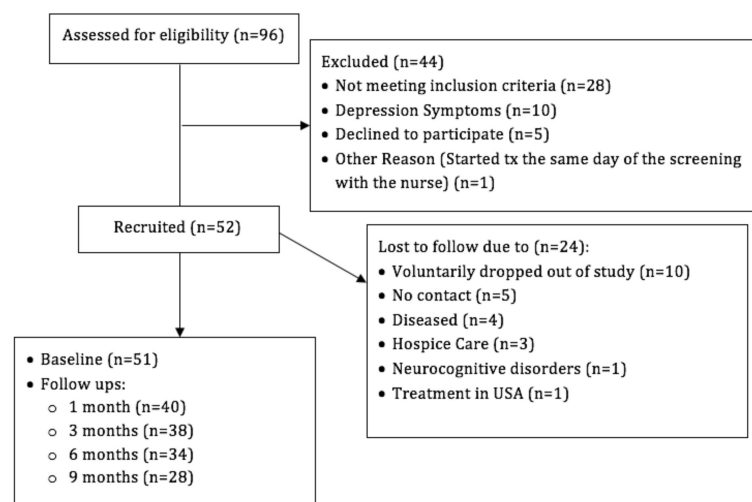 Assessed for eligibility (n=96)
Excluded (n=44)
• Not meeting inclusion criteria (n=28)
• Depression Symptoms (n=10)
• Declined to participate (n=5)
• Other Reason (Started tx the same day of the screening
with the nurse) (n=1)
Recruited (n=52)
Lost to follow due to (n=24):
• Voluntarily dropped out of study (n=10)
• No contact (n=5)
• Diseased (n=4)
• Hospice Care (n=3)
• Neurocognitive disorders (n=1)
• Treatment in USA (n=1)
• Baseline (n=51)
• Follow ups:
o 1 month (n=40)
o 3 months (n=38)
o 6 months (n=34)
o 9 months (n=28)